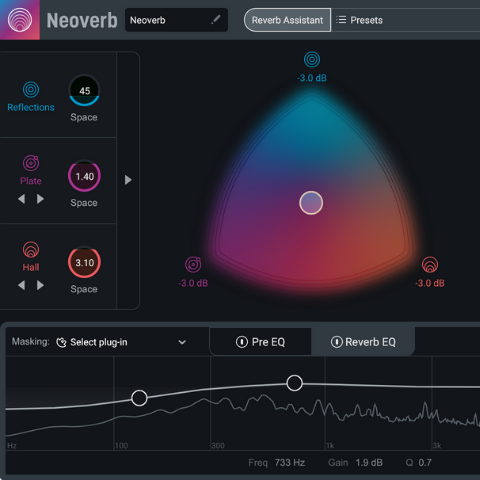 Neoverb
Neoverb
Reverb Assistant
Presets
-3.0 dB
Reflections
45
Space
Plate
1.40
Space
Hall
3.10
Space
-3.0 dB
-3.0 dB
Masking:
Select plug-in
Pre EQ
Reverb EQ
Hz
100
300
1k
3k
Freq 733 Hz Gain 1.9 dB Q 0.7